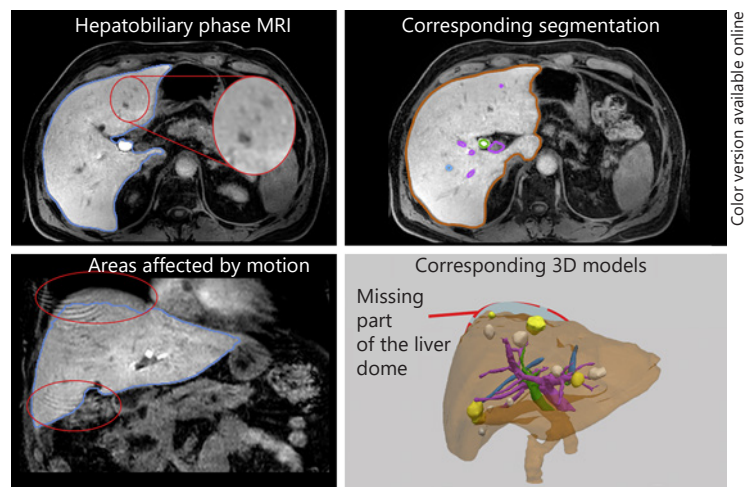 Hepatobiliary phase MRI
Corresponding segmentation
Areas affected by motion
Corresponding 3D models
Missing
part
of the liver
dome
Color version available online